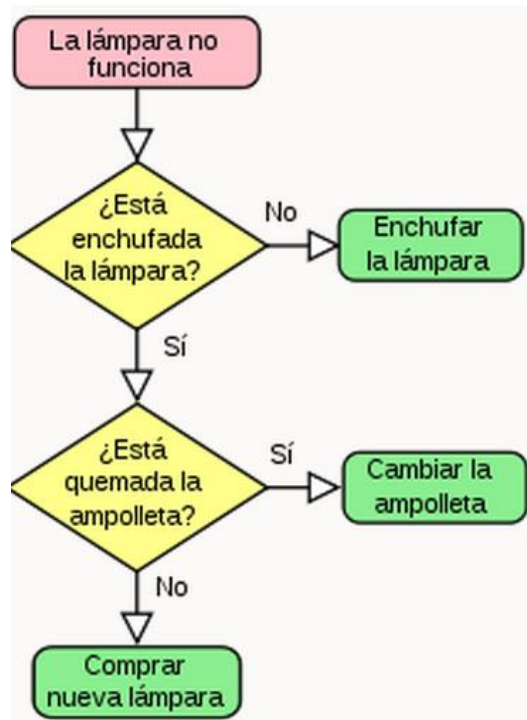 La lámpara no
funciona
¿Está
enchufada
la lámpara?
No
Enchufar
la lámpara
Sí
¿Está
quemada la
ampolleta?
Sí
Cambiar la
ampolleta
No
Comprar
nueva lámpara